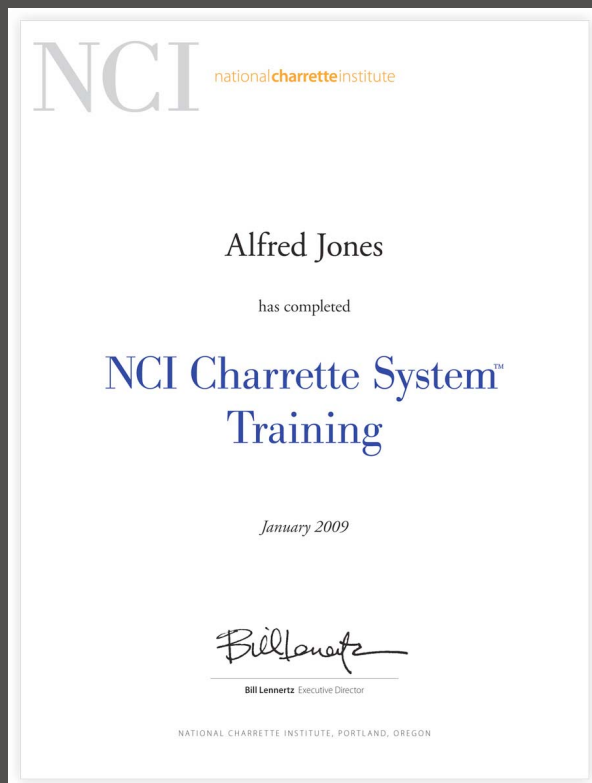 NCI
nationalcharretteinstitute
Alfred Jones
has completed
NCI Charrette System™
Training
January 2009
Bill Lennertz
Bill Lennertz Executive Director
NATIONAL CHARRETTE INSTITUTE, PORTLAND, OREGON